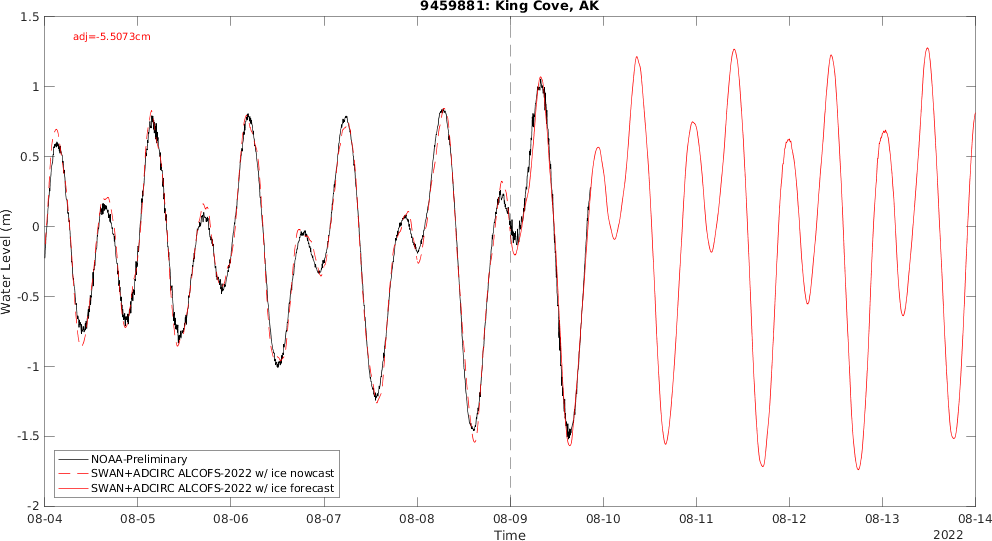 9459881: King Cove, AK
adj=-5.5073cm
1.5
1
0.5
0
-0.5
-1
-1.5
-2
Water Level (m)
NOAA-Preliminary
SWAN+ADCIRC ALCOFS-2022 w/ ice nowcast
SWAN+ADCIRC ALCOFS-2022 w/ ice forecast
08-04 08-05 08-06 08-07 08-08 08-09 08-10 08-11 08-12 08-13 08-14
Time
2022